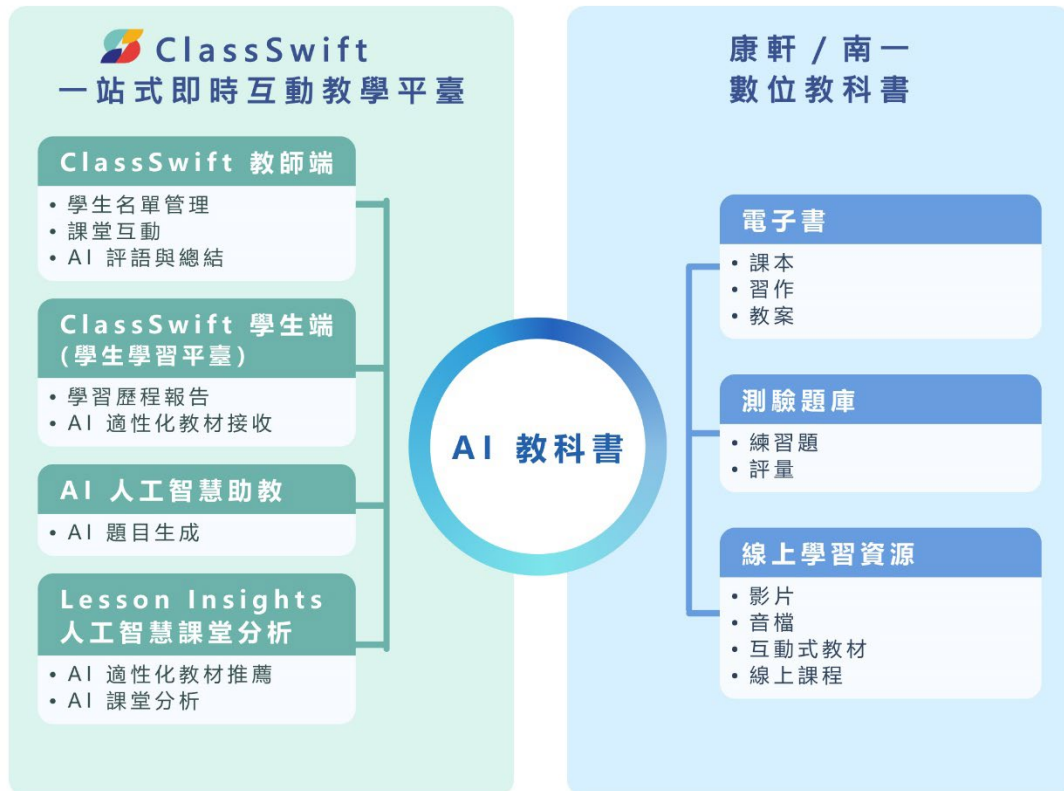 ClassSwift
一站式即時互動教學平臺
ClassSwift 教師端
• 學生名單管理
• 課堂互動
• AI 評語與總結
ClassSwift 學生端
(學生學習平臺)
• 學習歷程報告
• AI 適性化教材接收
AI 人工智慧助教
• AI 題目生成
Lesson Insights
人工智慧課堂分析
• AI 適性化教材推薦
• AI 課堂分析
AI 教科書
康軒 / 南一
數位教科書
電子書
• 課本
• 習作
• 教案
測驗題庫
• 練習題
• 評量
線上學習資源
• 影片
• 音檔
• 互動式教材
• 線上課程